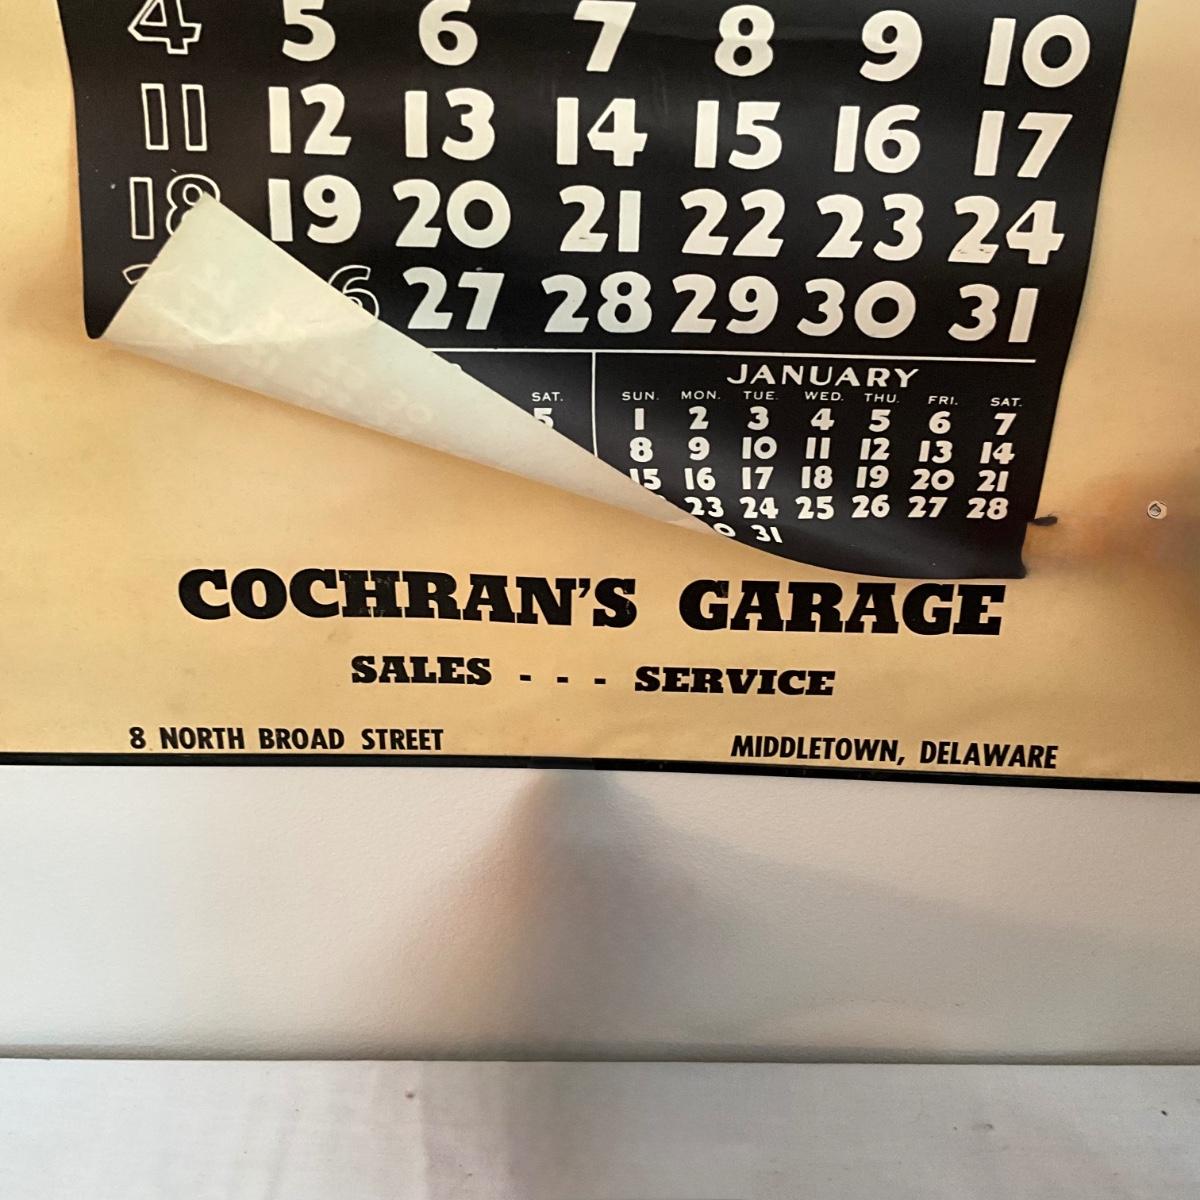 4 5 6 7 8 9 10
11 12 13 14 15 16 17
18 19 20 21 22 23 24
27 28 29 30 31
JANUARY
SAT. SUN. MON. TUE. WED. THU. FRI. SAT.
5 1 2 3 4 5 6 7
8 9 10 11 12 13 14
15 16 17 18 19 20 21
23 24 25 26 27 28
31
COCHRAN'S GARAGE
SALES - - - SERVICE
8 NORTH BROAD STREET MIDDLETOWN, DELAWARE